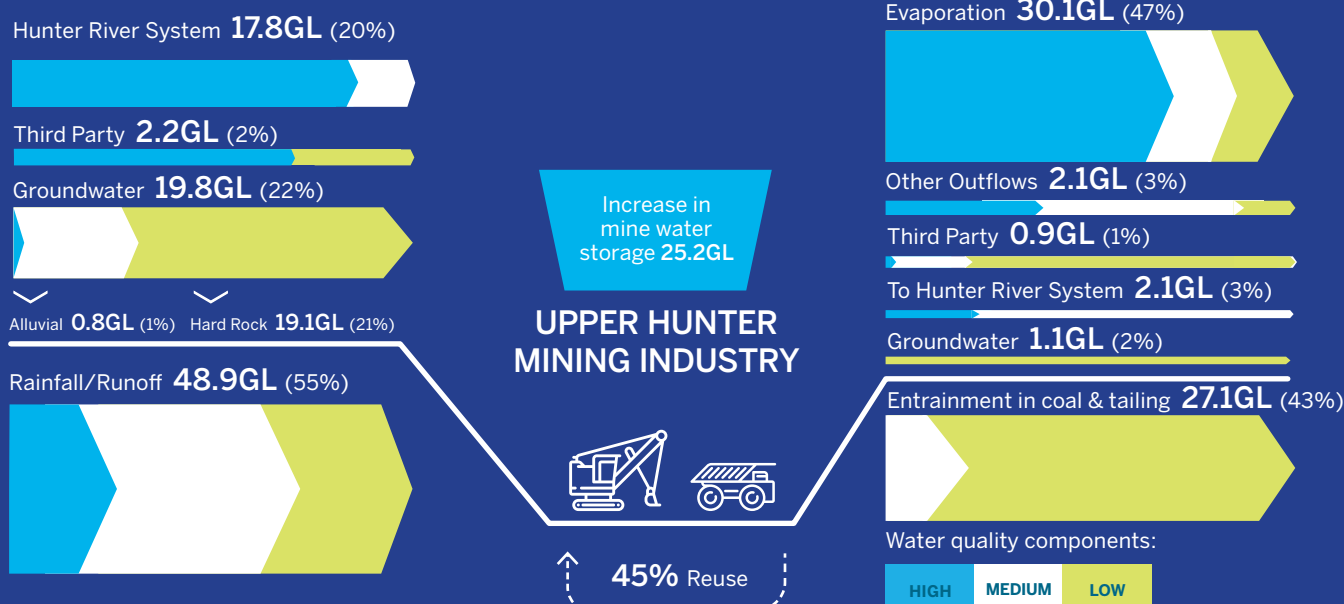 Hunter River System 17.8GL (20%)
Third Party 2.2GL (2%)
Groundwater 19.8GL (22%)
Alluvial 0.8GL (1%) Hard Rock 19.1GL (21%)
Rainfall/Runoff 48.9GL (55%)
Increase in
mine water
storage 25.2GL
UPPER HUNTER
MINING INDUSTRY
45% Reuse
Evaporation 30.1GL (47%)
Other Outflows 2.1GL (3%)
Third Party 0.9GL (1%)
To Hunter River System 2.1GL (3%)
Groundwater 1.1GL (2%)
Entrainment in coal & tailing 27.1GL (43%)
Water quality components:
HIGH MEDIUM LOW